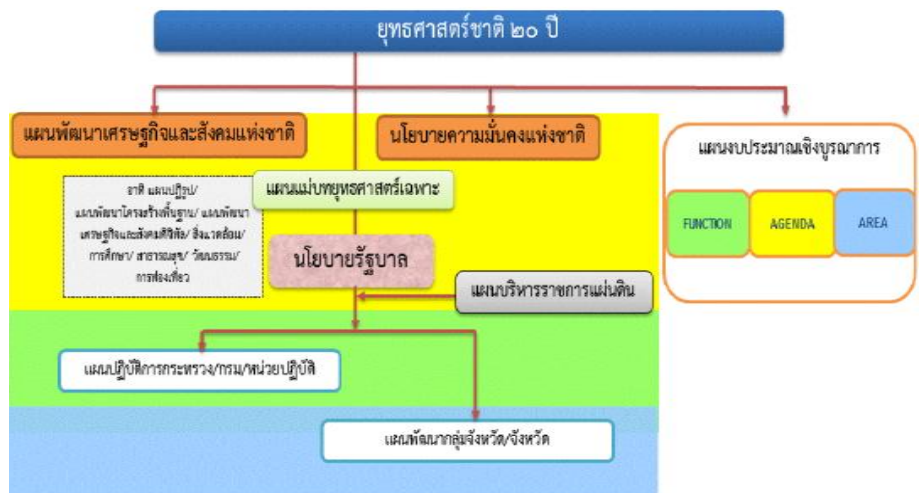 ยุทธศาสตร์ชาติ ๒๐ ปี
แผนพัฒนาเศรษฐกิจและสังคมแห่งชาติ
นโยบายความมั่นคงแห่งชาติ
แผนงบประมาณเชิงบูรณาการ
แผนแม่บทยุทธศาสตร์เฉพาะ
อาทิ แผนปฏิรูป/
แผนพัฒนาโครงสร้างพื้นฐาน/ แผนพัฒนา
เศรษฐกิจและสังคมดิจิทัล/ สิ่งแวดล้อม/
การศึกษา/ สาธารณสุข/ วัฒนธรรม/
การท่องเที่ยว
FUNCTION
AGENDA
AREA
นโยบายรัฐบาล
แผนบริหารราชการแผ่นดิน
แผนปฏิบัติการกระทรวง/กรม/หน่วยปฏิบัติ
แผนพัฒนากลุ่มจังหวัด/จังหวัด